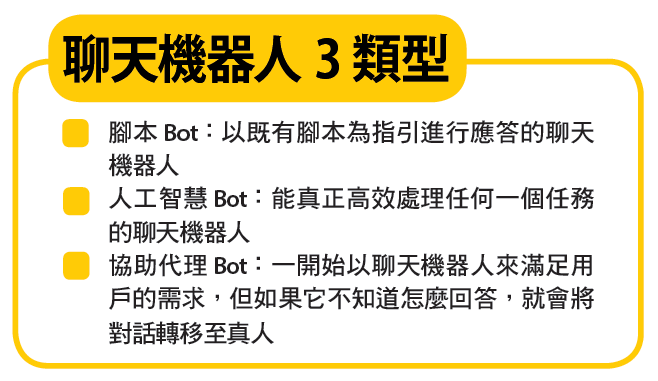 聊天機器人 3 類型
腳本 Bot：以既有腳本為指引進行應答的聊天
機器人
人工智慧 Bot：能真正高效處理任何一個任務
的聊天機器人
協助代理 Bot：一開始以聊天機器人來滿足用
戶的需求，但如果它不知道怎麼回答，就會將
對話轉移至真人